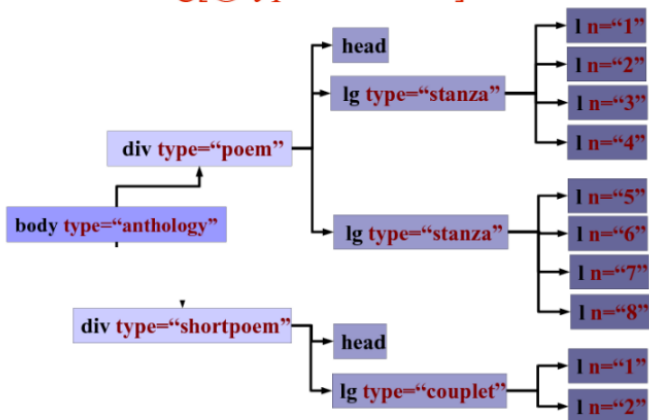 l n=“1”
head
l n=“2”
lg type=“stanza”
l n=“3”
l n=“4”
div type=“poem”
l n=“5”
body type=“anthology”
lg type=“stanza”
l n=“6”
l n=“7”
l n=“8”
div type=“shortpoem”
head
l n=“1”
lg type=“couplet”
l n=“2”